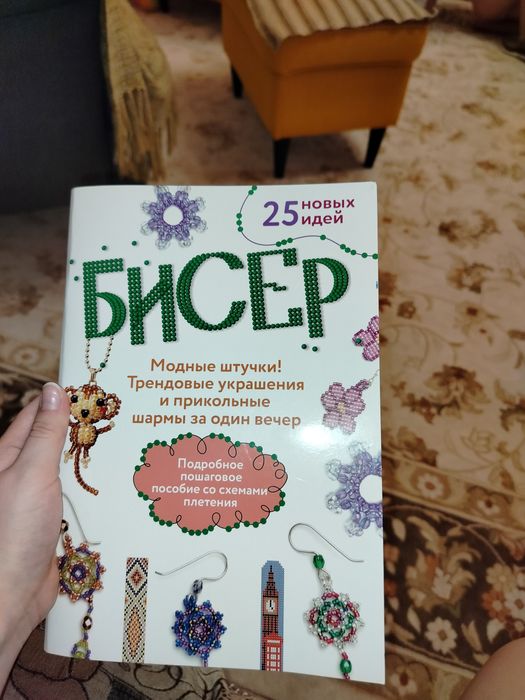 25 НОВЫХ
ИДЕЙ
БИСЕР
Модные штучки!
Трендовые украшения
и прикольные
шармы за один вечер
Подробное
пошаговое
пособие со схемами
плетения